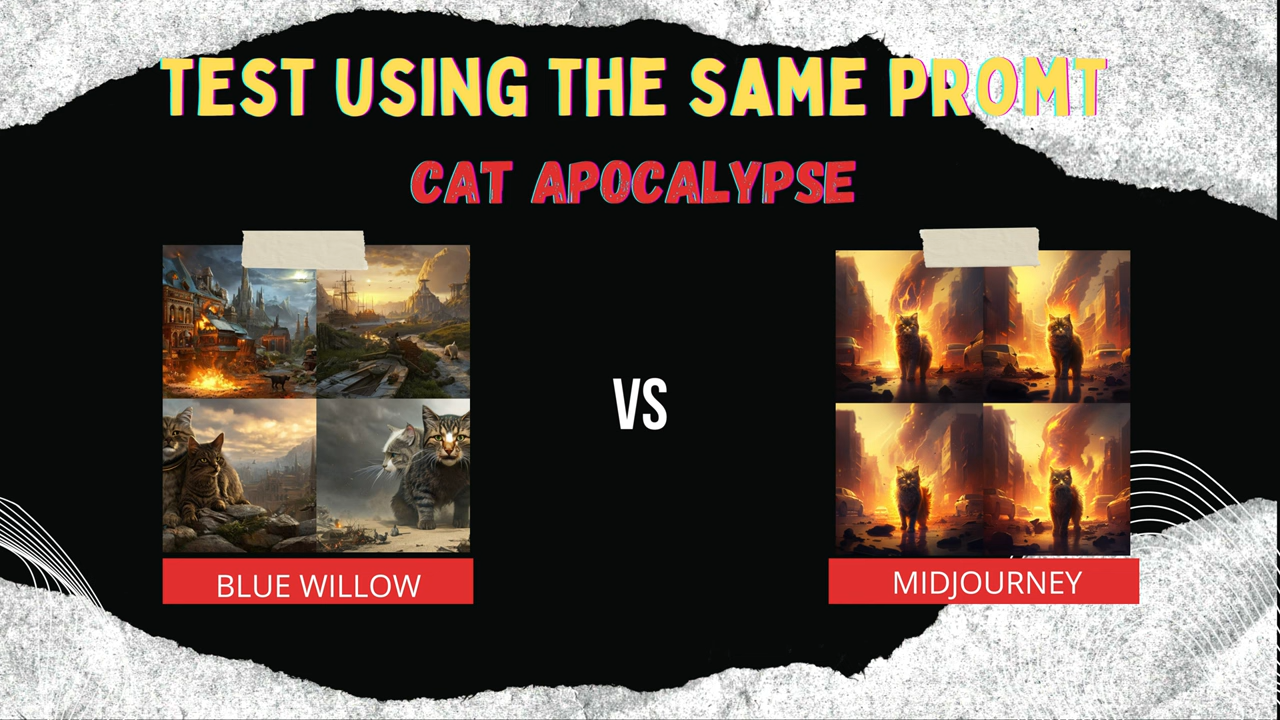 TEST USING THE SAME PROMT
CAT APOCALYPSE
VS
BLUE WILLOW
MIDJOURNEY